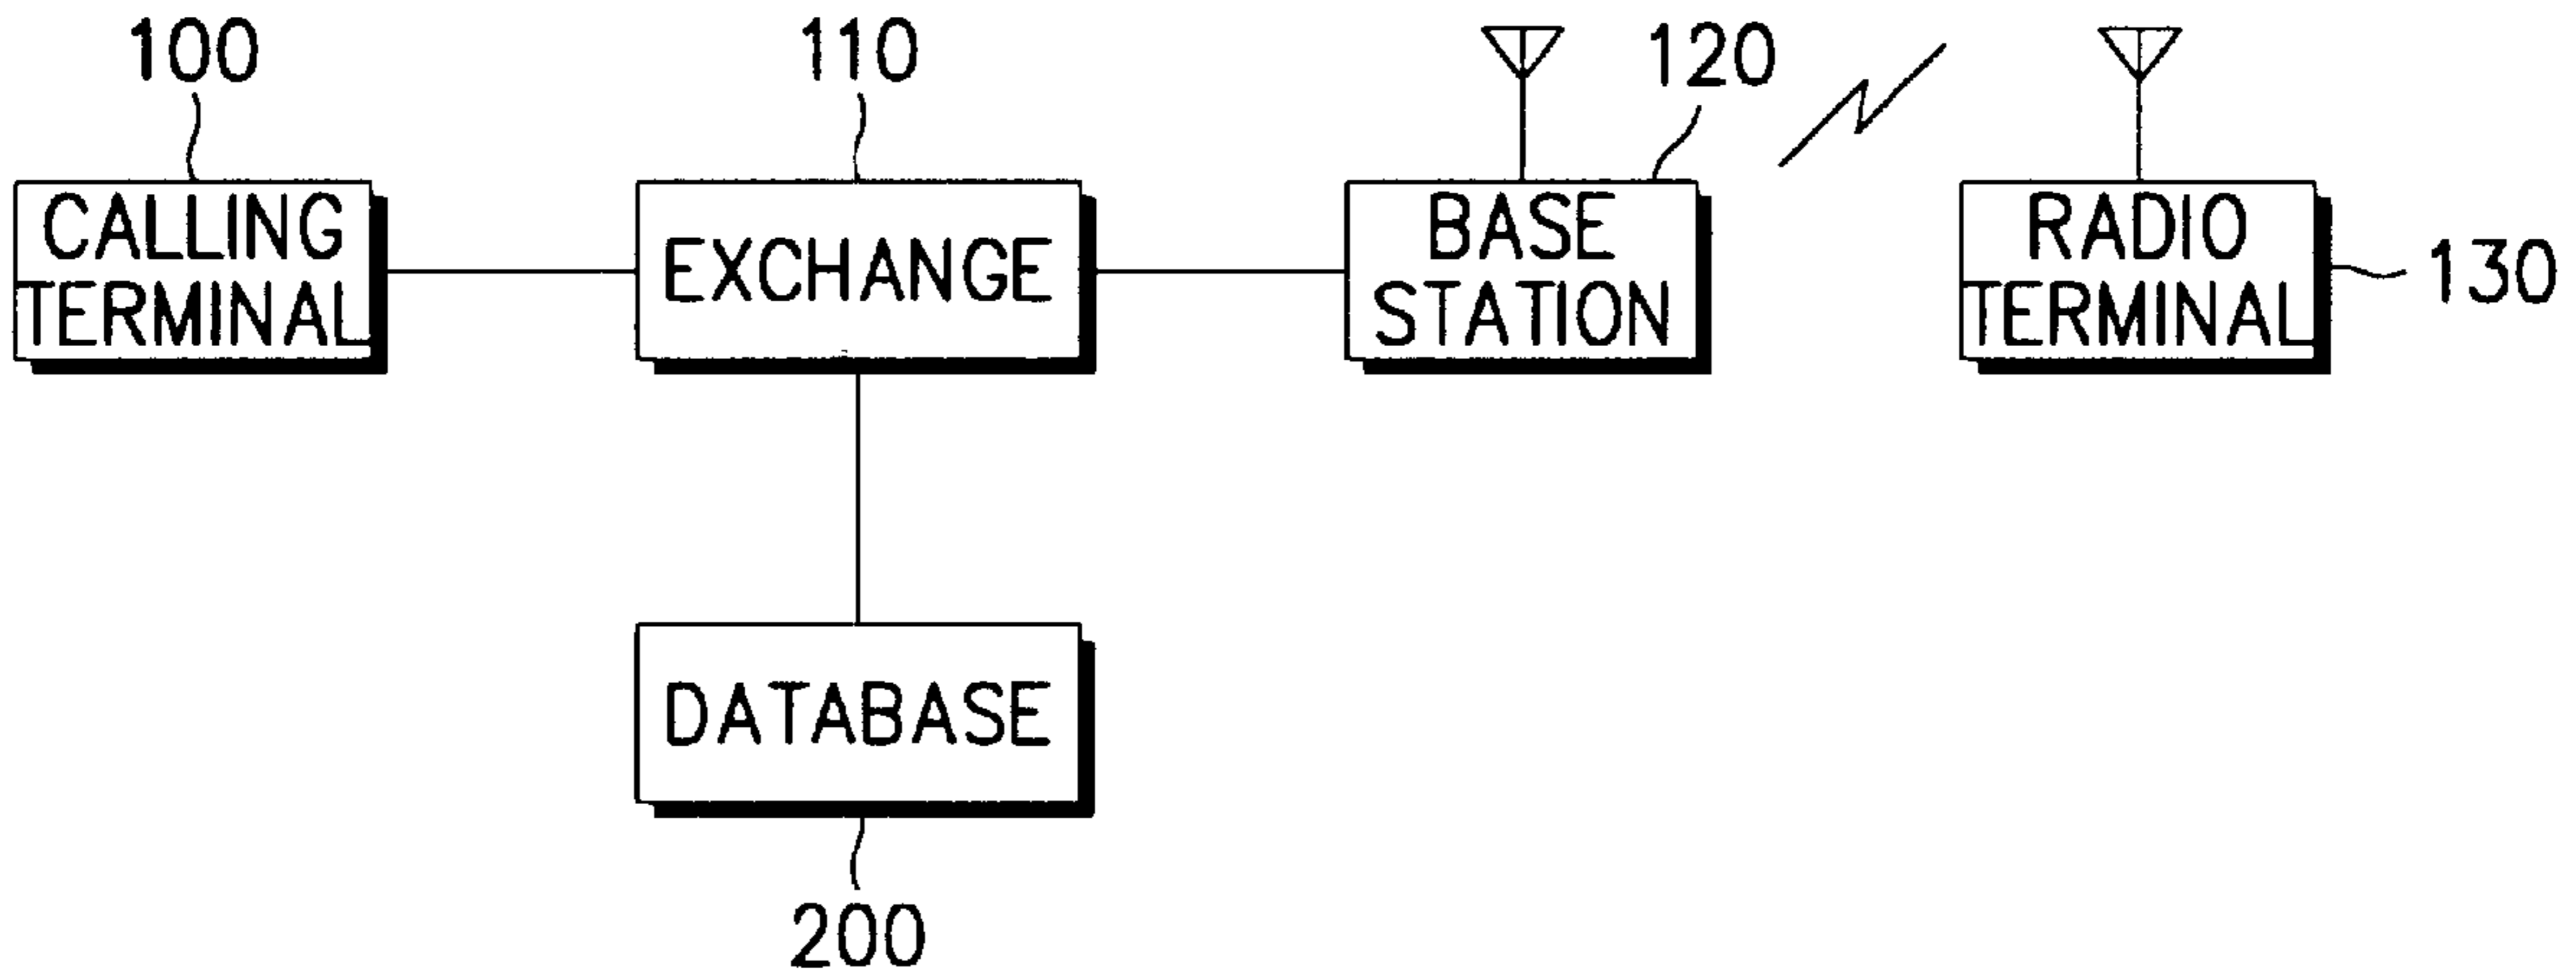 100
110
120
CALLING
TERMINAL
EXCHANGE
BASE
STATION
RADIO
TERMINAL
130
DATABASE
200